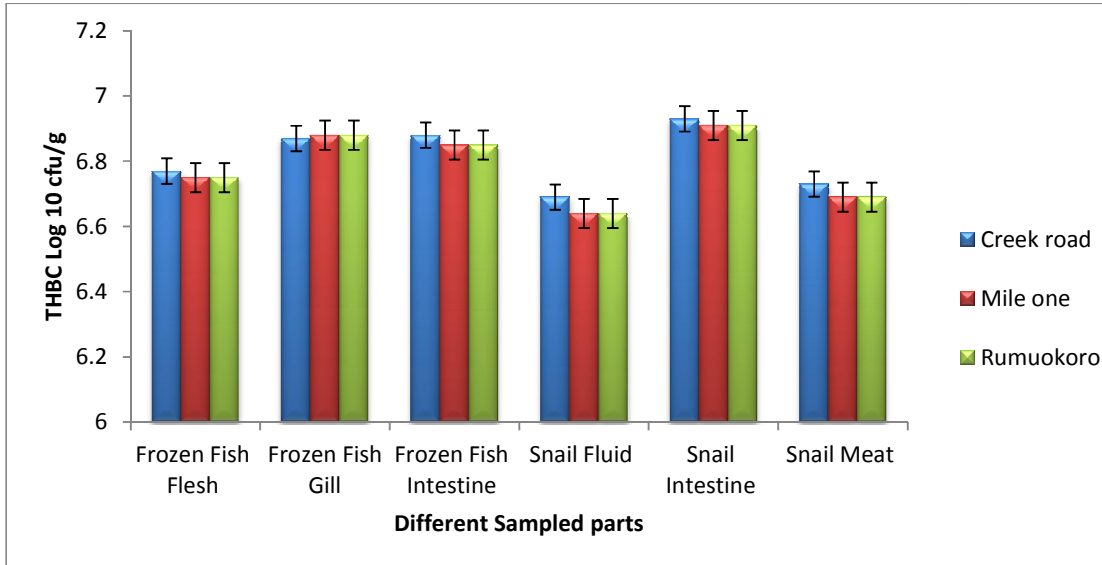 7.2
7
6.8
6.6
6.4
6.2
6
THBC Log 10 cfu/g
Frozen Fish
Flesh
Frozen Fish
Gill
Frozen Fish
Intestine
Snail Fluid
Snail
Intestine
Snail Meat
Different Sampled parts
Creek road
Mile one
Rumuokoro